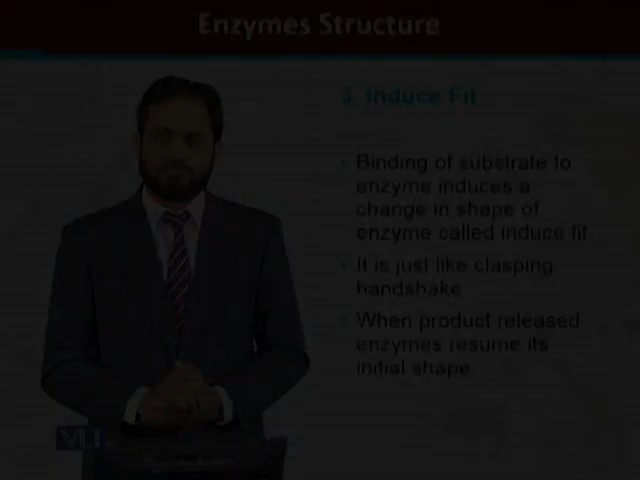 Enzymes Structure
3. Induce Fit
Binding of substrate to
enzyme induces a
change in shape of
enzyme called induce fit
It is just like clasping
handshake
When product released
enzymes resume its
initial shape